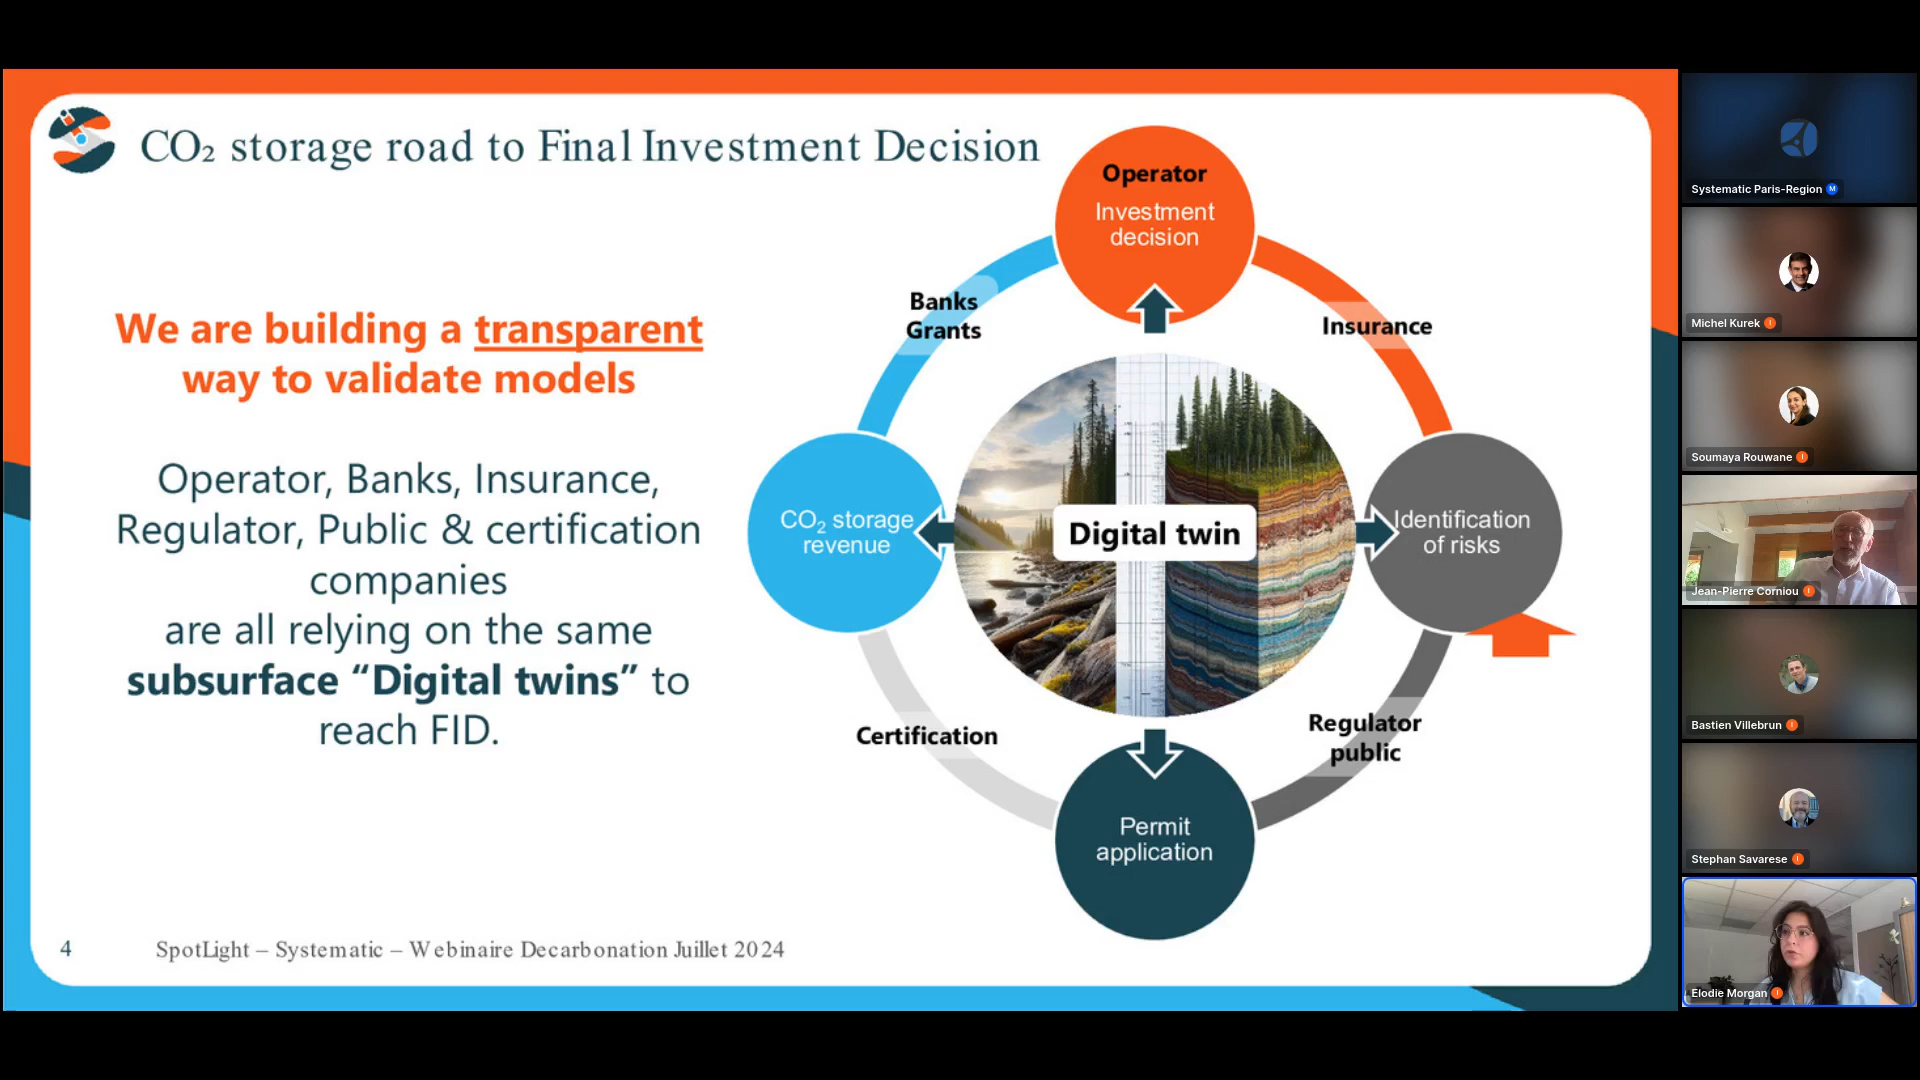 CO₂ storage road to Final Investment Decision
We are building a transparent
way to validate models
Operator, Banks, Insurance,
Regulator, Public & certification
companies
are all relying on the same
subsurface “Digital twins” to
reach FID.
Operator
Investment
decision
Banks
Grants
Insurance
CO₂ storage
revenue
Digital twin
Identification
of risks
Certification
Regulator
public
Permit
application
4
SpotLight – Systematic – Webinaire Decarbonation Juillet 2024
Systematic Paris-Region M
Michel Kurek I
Soumaya Rouwane I
Jean-Pierre Corniou I
Bastien Villebrun I
Stephan Savarese I
Elodie Morgan I